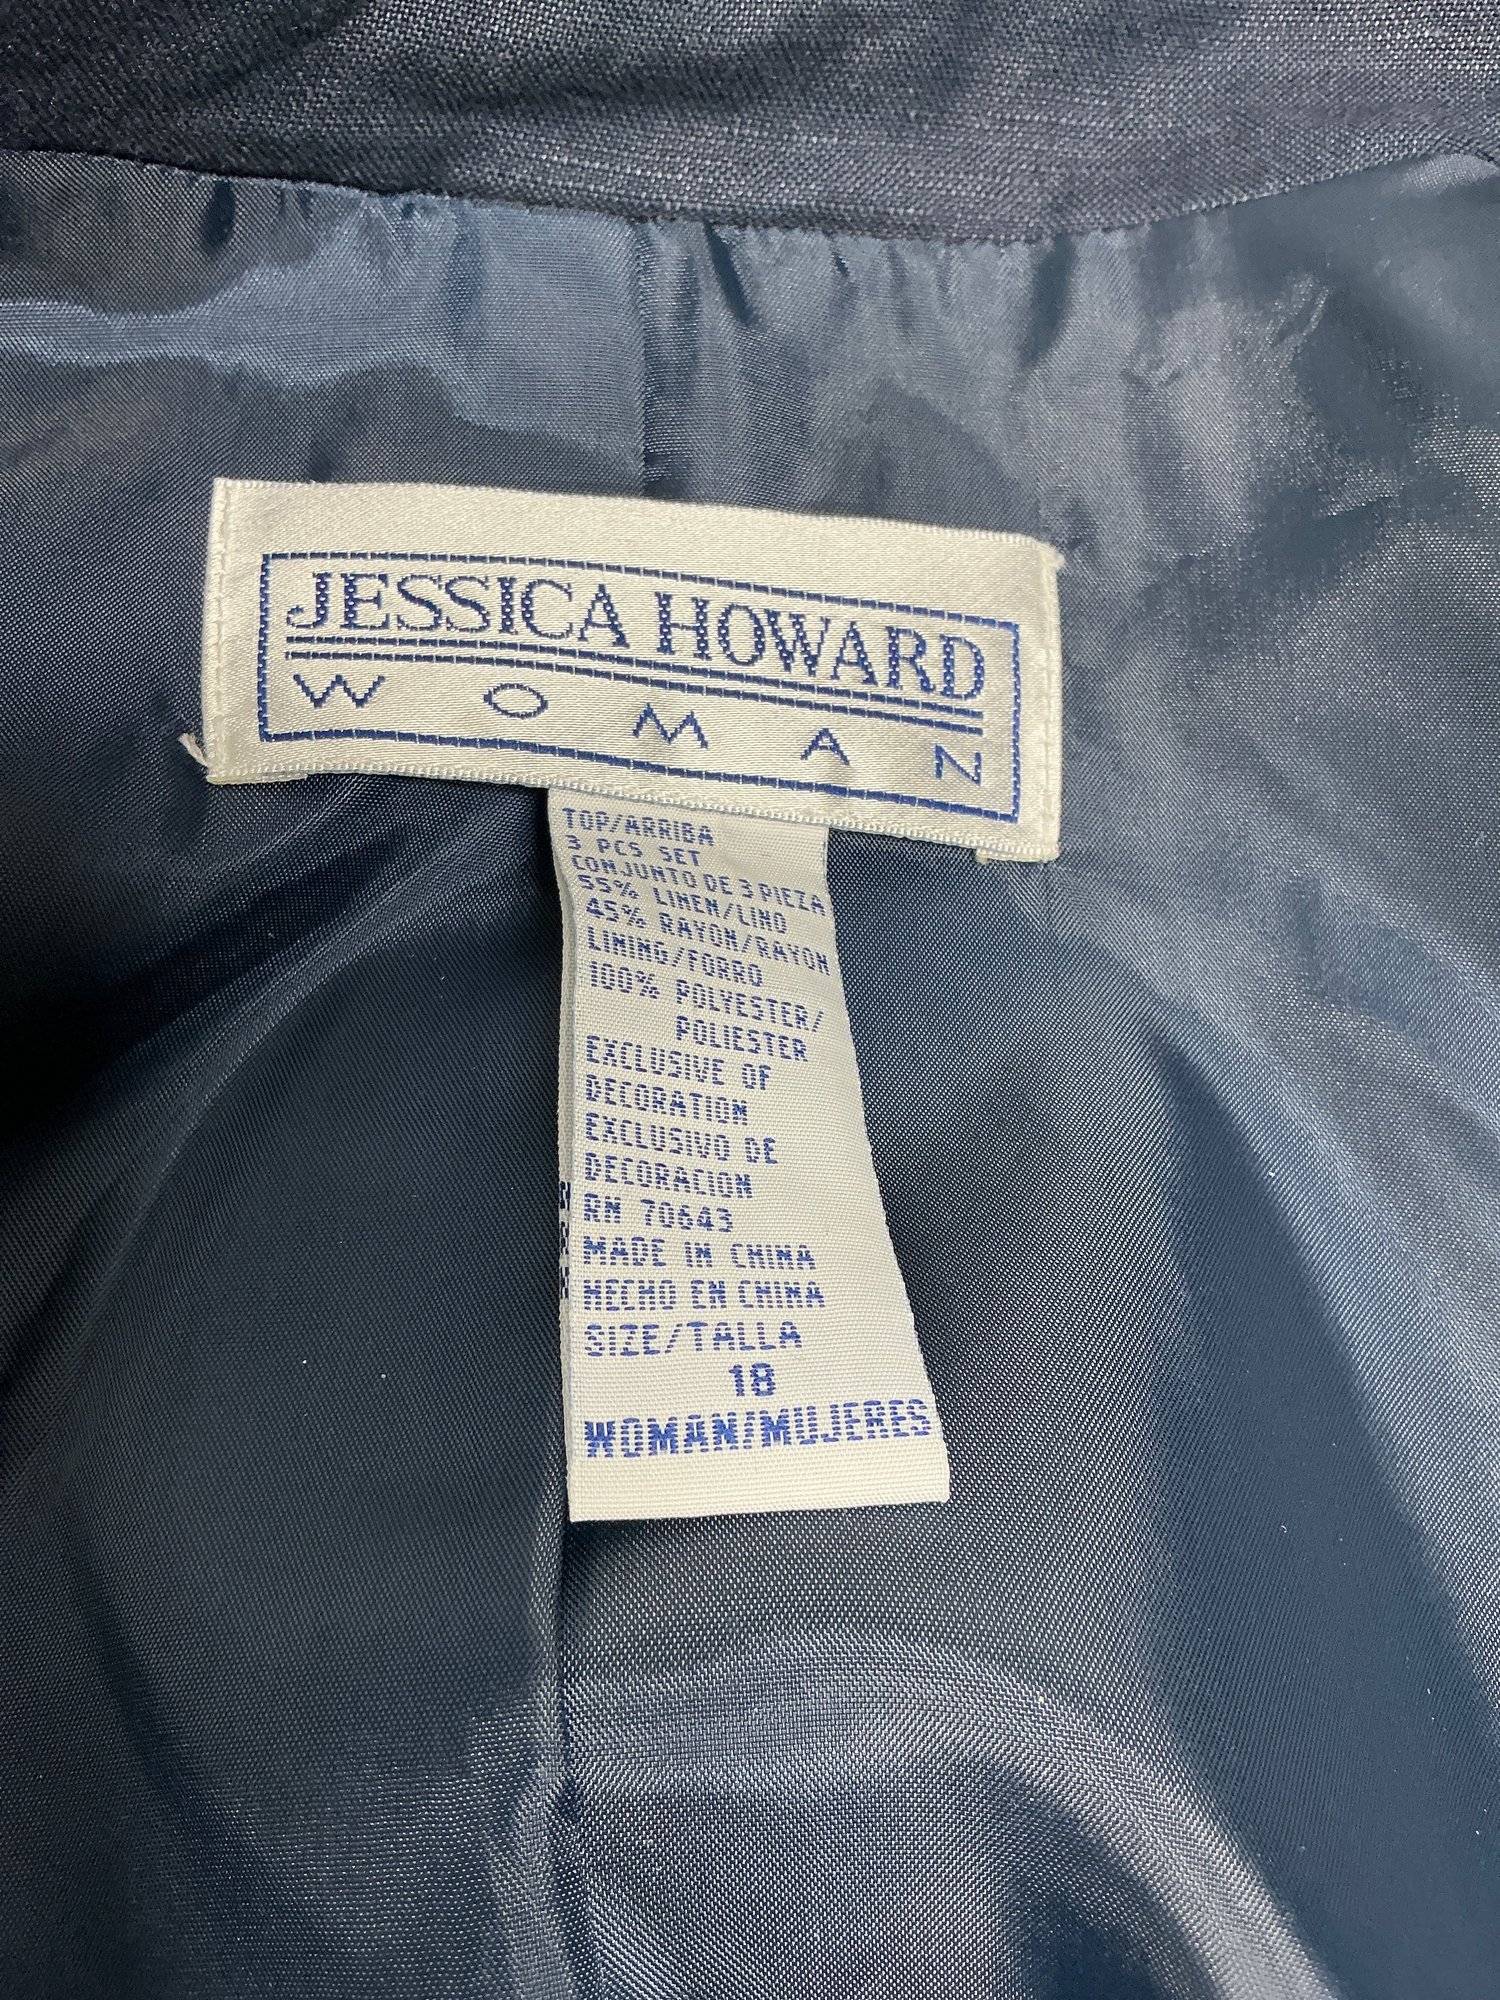 JESSICA HOWARD
WOMAN
TOP/ARRIBA
3 PCS SET
CONJUNTO DE 3 PIEZA
55% LINEN/LINO
45% RAYON/RAYON
LINING/FORRO
100% POLYESTER/
POLIESTER
EXCLUSIVE OF
DECORATION
EXCLUSIVO DE
DECORACION
RN 70643
MADE IN CHINA
HECHO EN CHINA
SIZE/TALLA
18
WOMAN/MUJERES